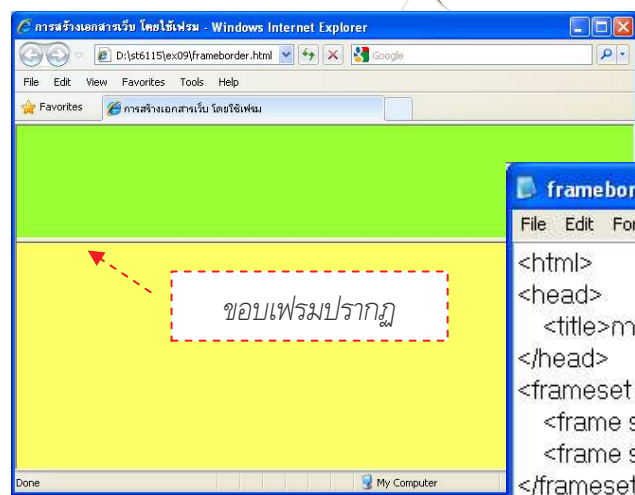 การสร้างเอกสารเว็บ โดยใช้เฟรม - Windows Internet Explorer
D:\st6115\ex09\frameborder.html
Google
File Edit View Favorites Tools Help
Favorites
การสร้างเอกสารเว็บ โดยใช้เฟรม
ขอบเฟรมปรากฏ
Done
My Computer
framebor
File Edit For
<html>
<head>
<title>กา
</head>
<frameset
<frame s
<frame s
</frameset